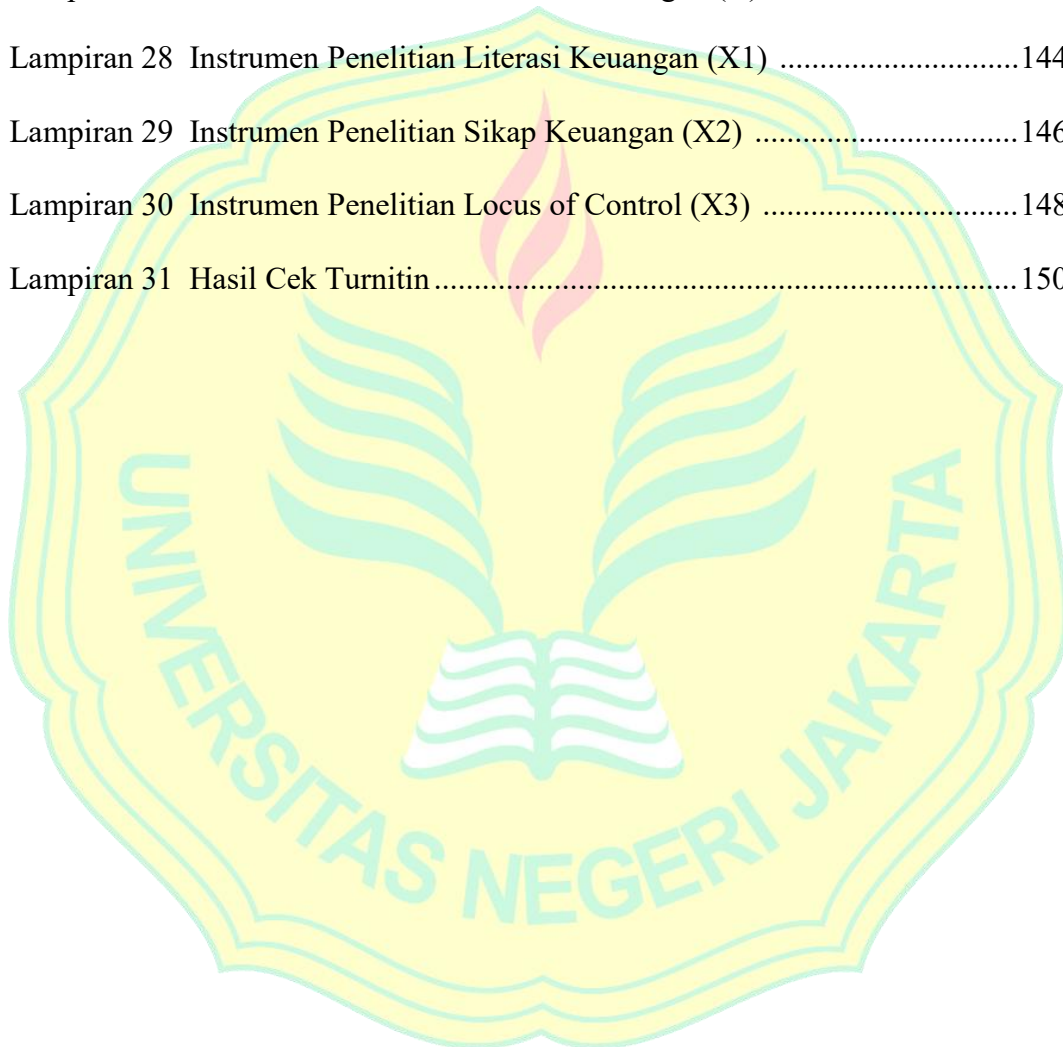 Lampiran 28 Instrumen Penelitian Literasi Keuangan (X1) ..............................144
Lampiran 29 Instrumen Penelitian Sikap Keuangan (X2) .................................146
Lampiran 30 Instrumen Penelitian Locus of Control (X3) ................................148
Lampiran 31 Hasil Cek Turnitin.........................................................................150
UNIVERSITAS NEGERI JAKARTA